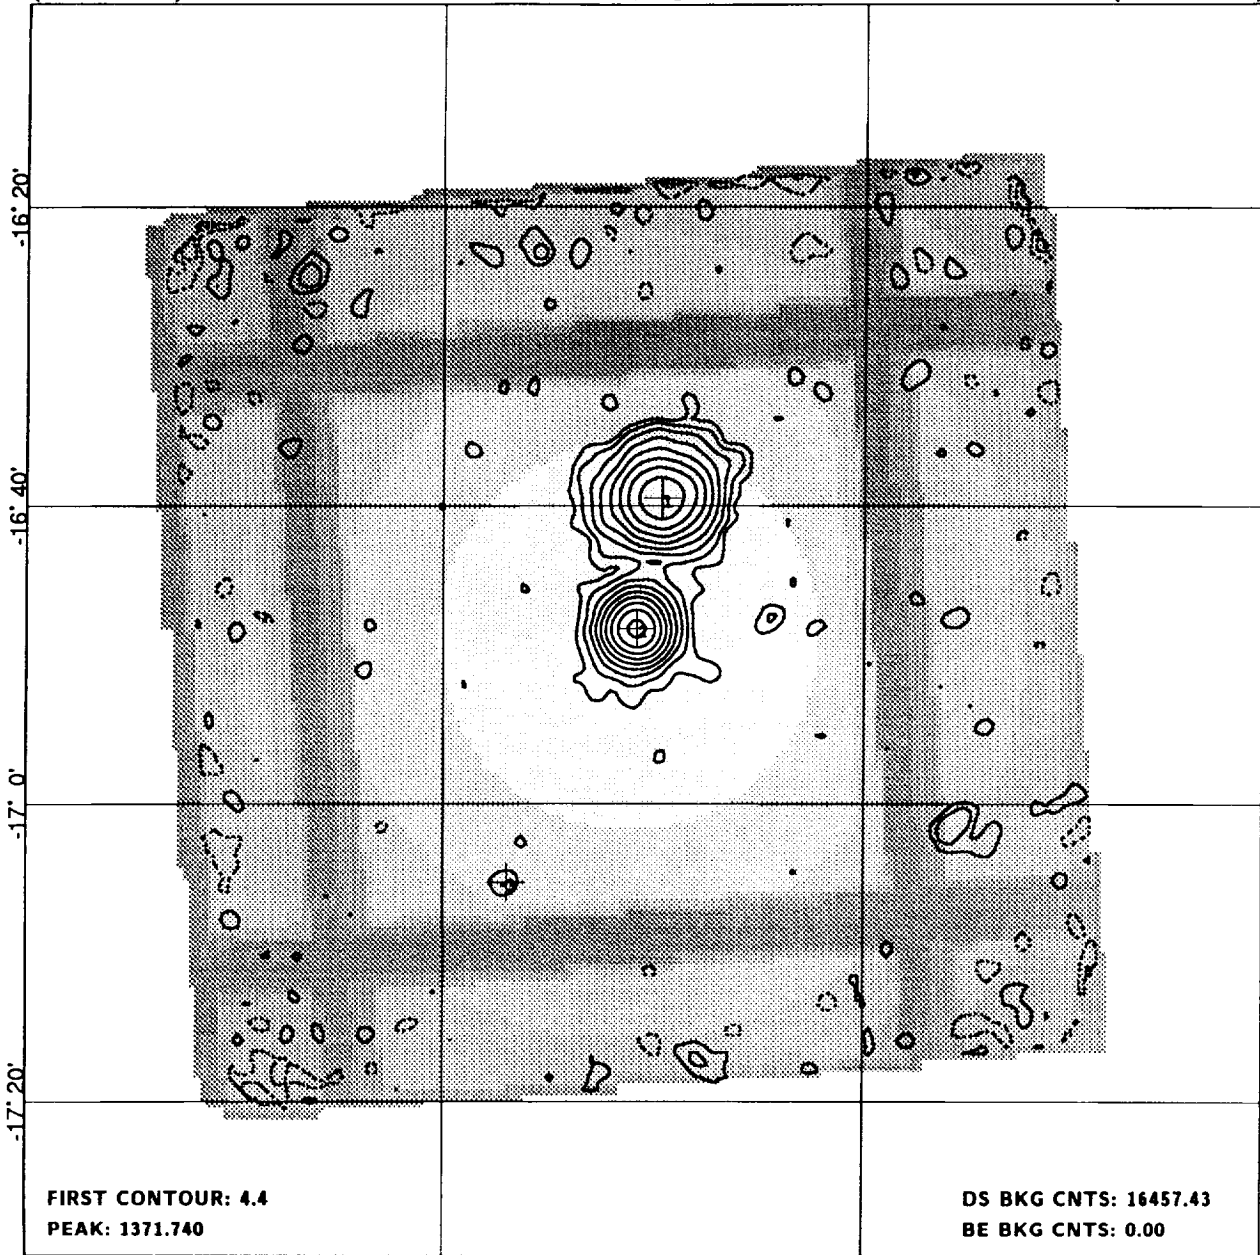 -16° 20'
-16° 40'
-17° 0'
-17° 20'
FIRST CONTOUR: 4.4
PEAK: 1371.740
DS BKG CNTS: 16457.43
BE BKG CNTS: 0.00